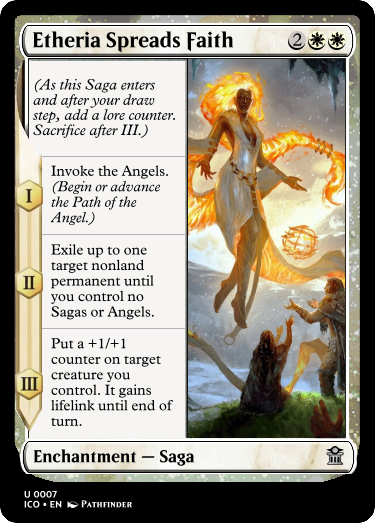 Etheria Spreads Faith 2
(As this Saga enters
and after your draw
step, add a lore counter.
Sacrifice after III.)
I
Invoke the Angels.
(Begin or advance
the Path of the
Angel.)
II
Exile up to one
target nonland
permanent until
you control no
Sagas or Angels.
III
Put a +1/+1
counter on target
creature you
control. It gains
lifelink until end of
turn.
Enchantment — Saga
U 0007
ICO • EN Pathfinder